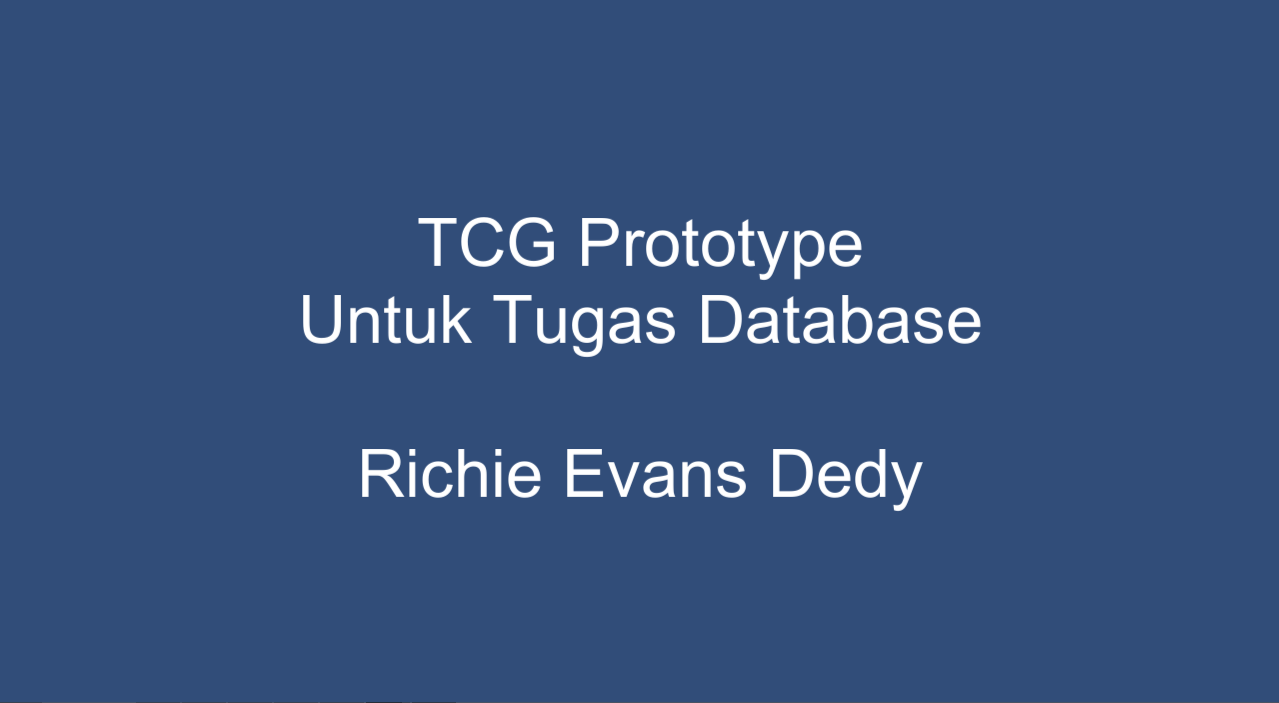 TCG Prototype
Untuk Tugas Database
Richie Evans Dedy